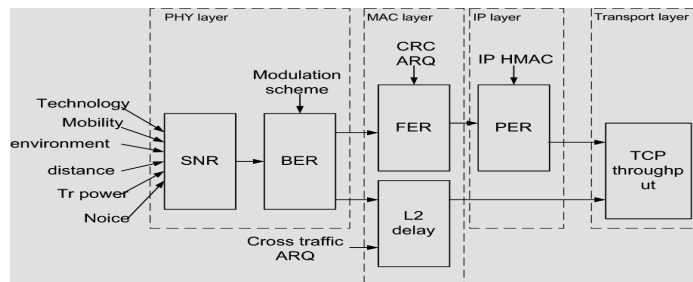 PHY layer
MAC layer
IP layer
Transport layer
CRC
ARQ
IP HMAC
Modulation
scheme
Technology
Mobility
environment
distance
Tr power
Noice
SNR
BER
FER
PER
TCP
throughp
ut
L2
delay
Cross traffic
ARQ